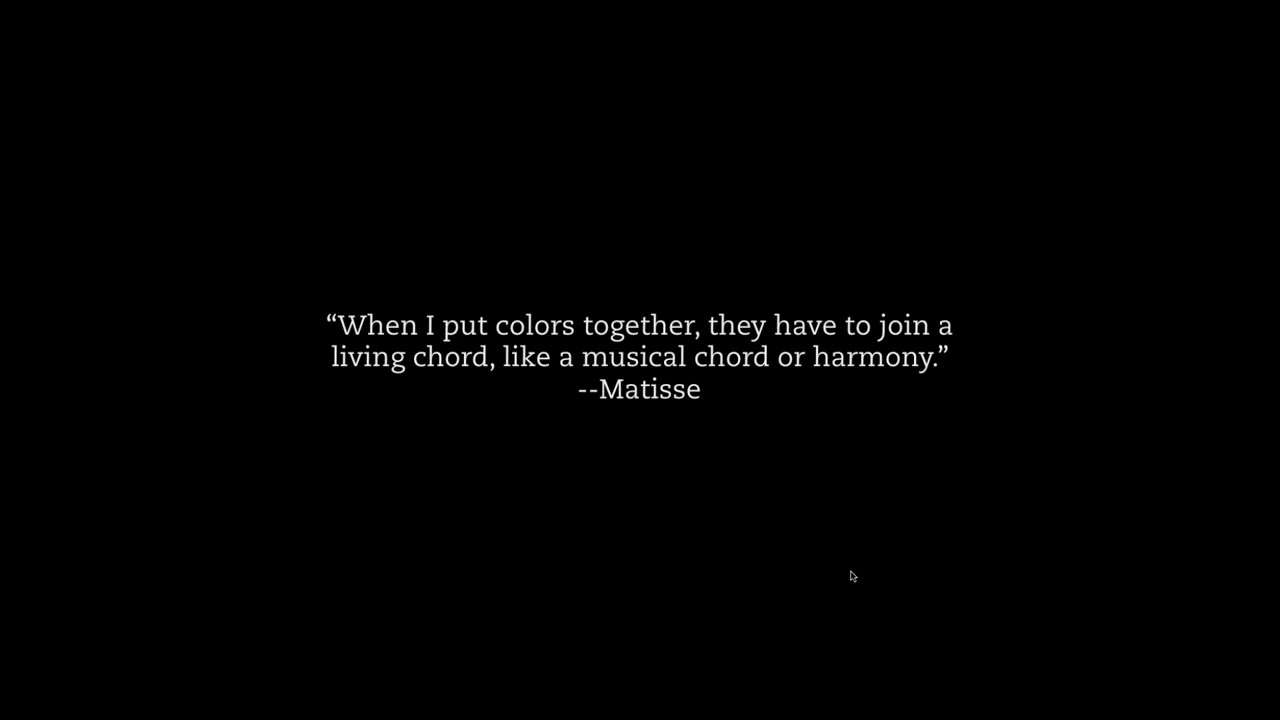 “When I put colors together, they have to join a
living chord, like a musical chord or harmony.”
--Matisse